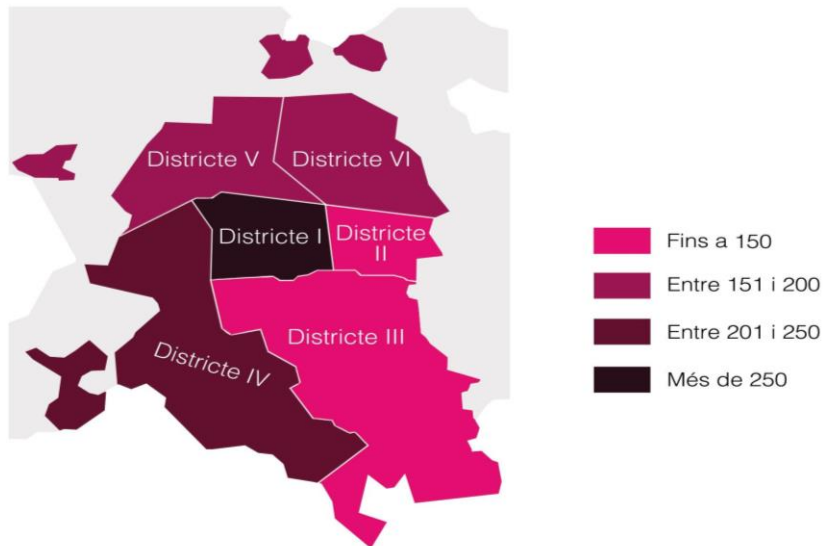 Districte V
Districte VI
Districte I
Districte
II
Districte III
Districte IV
Fins a 150
Entre 151 i 200
Entre 201 i 250
Més de 250